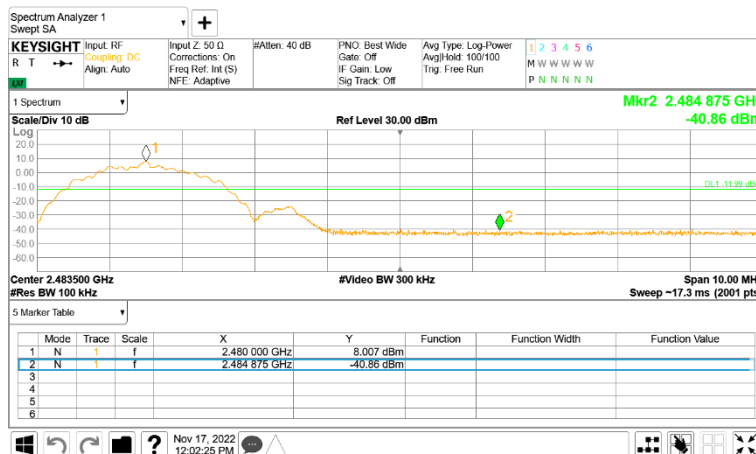 Spectrum Analyzer 1
Swept SA
+
KEYSIGHT Input: RF Input Z: 50 Ω #Atten: 40 dB PNO: Best Wide Avg Type: Log-Power 1 2 3 4 5 6
Coupling: DC Corrections: On Gate: Off Avg|Hold: 100/100 M W W W W W
R T Align: Auto Freq Ref: Int (S) IF Gain: Low Trig: Free Run
NFE: Adaptive Sig Track: Off P N N N N N
1 Spectrum Mkr2 2.484 875 GH
Scale/Div 10 dB Ref Level 30.00 dBm -40.86 dBm
Log
20.0
10.0
0.00
DL1 -11.99 dB
-10.0
-20.0
-30.0
-40.0
-50.0
-60.0
1
2
Center 2.483500 GHz #Video BW 300 kHz Span 10.00 MH
#Res BW 100 kHz Sweep ~17.3 ms (2001 pts
5 Marker Table
Mode Trace Scale X Y Function Function Width Function Value
1 N 1 f 2.480 000 GHz 8.007 dBm
2 N 1 f 2.484 875 GHz -40.86 dBm
3
4
5
6
? Nov 17, 2022
12:02:25 PM